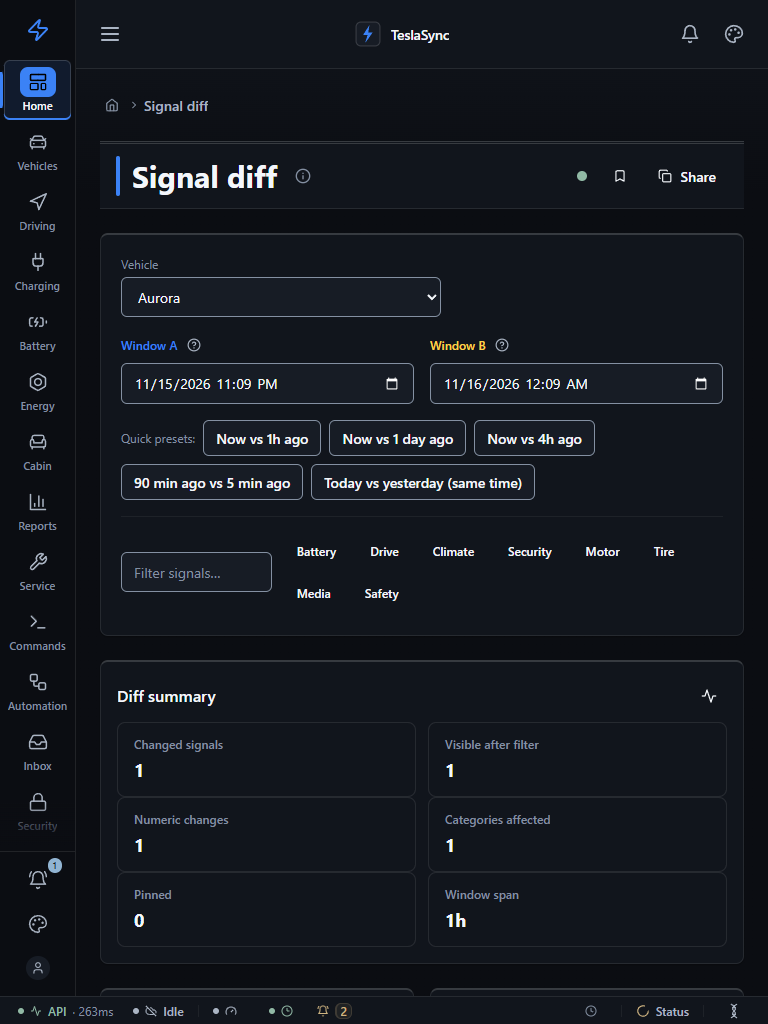 TeslaSync
Home
Vehicles
Driving
Charging
Battery
Energy
Cabin
Reports
Service
Commands
Automation
Inbox
Security
1
Signal diff
Signal diff
Share
Vehicle
Aurora
Window A
Window B
11/15/2026 11:09 PM
11/16/2026 12:09 AM
Quick presets:
Now vs 1h ago
Now vs 1 day ago
Now vs 4h ago
90 min ago vs 5 min ago
Today vs yesterday (same time)
Filter signals...
Battery
Drive
Climate
Security
Motor
Tire
Media
Safety
Diff summary
Changed signals
1
Visible after filter
1
Numeric changes
1
Categories affected
1
Pinned
0
Window span
1h
API · 263ms
Idle
2
Status